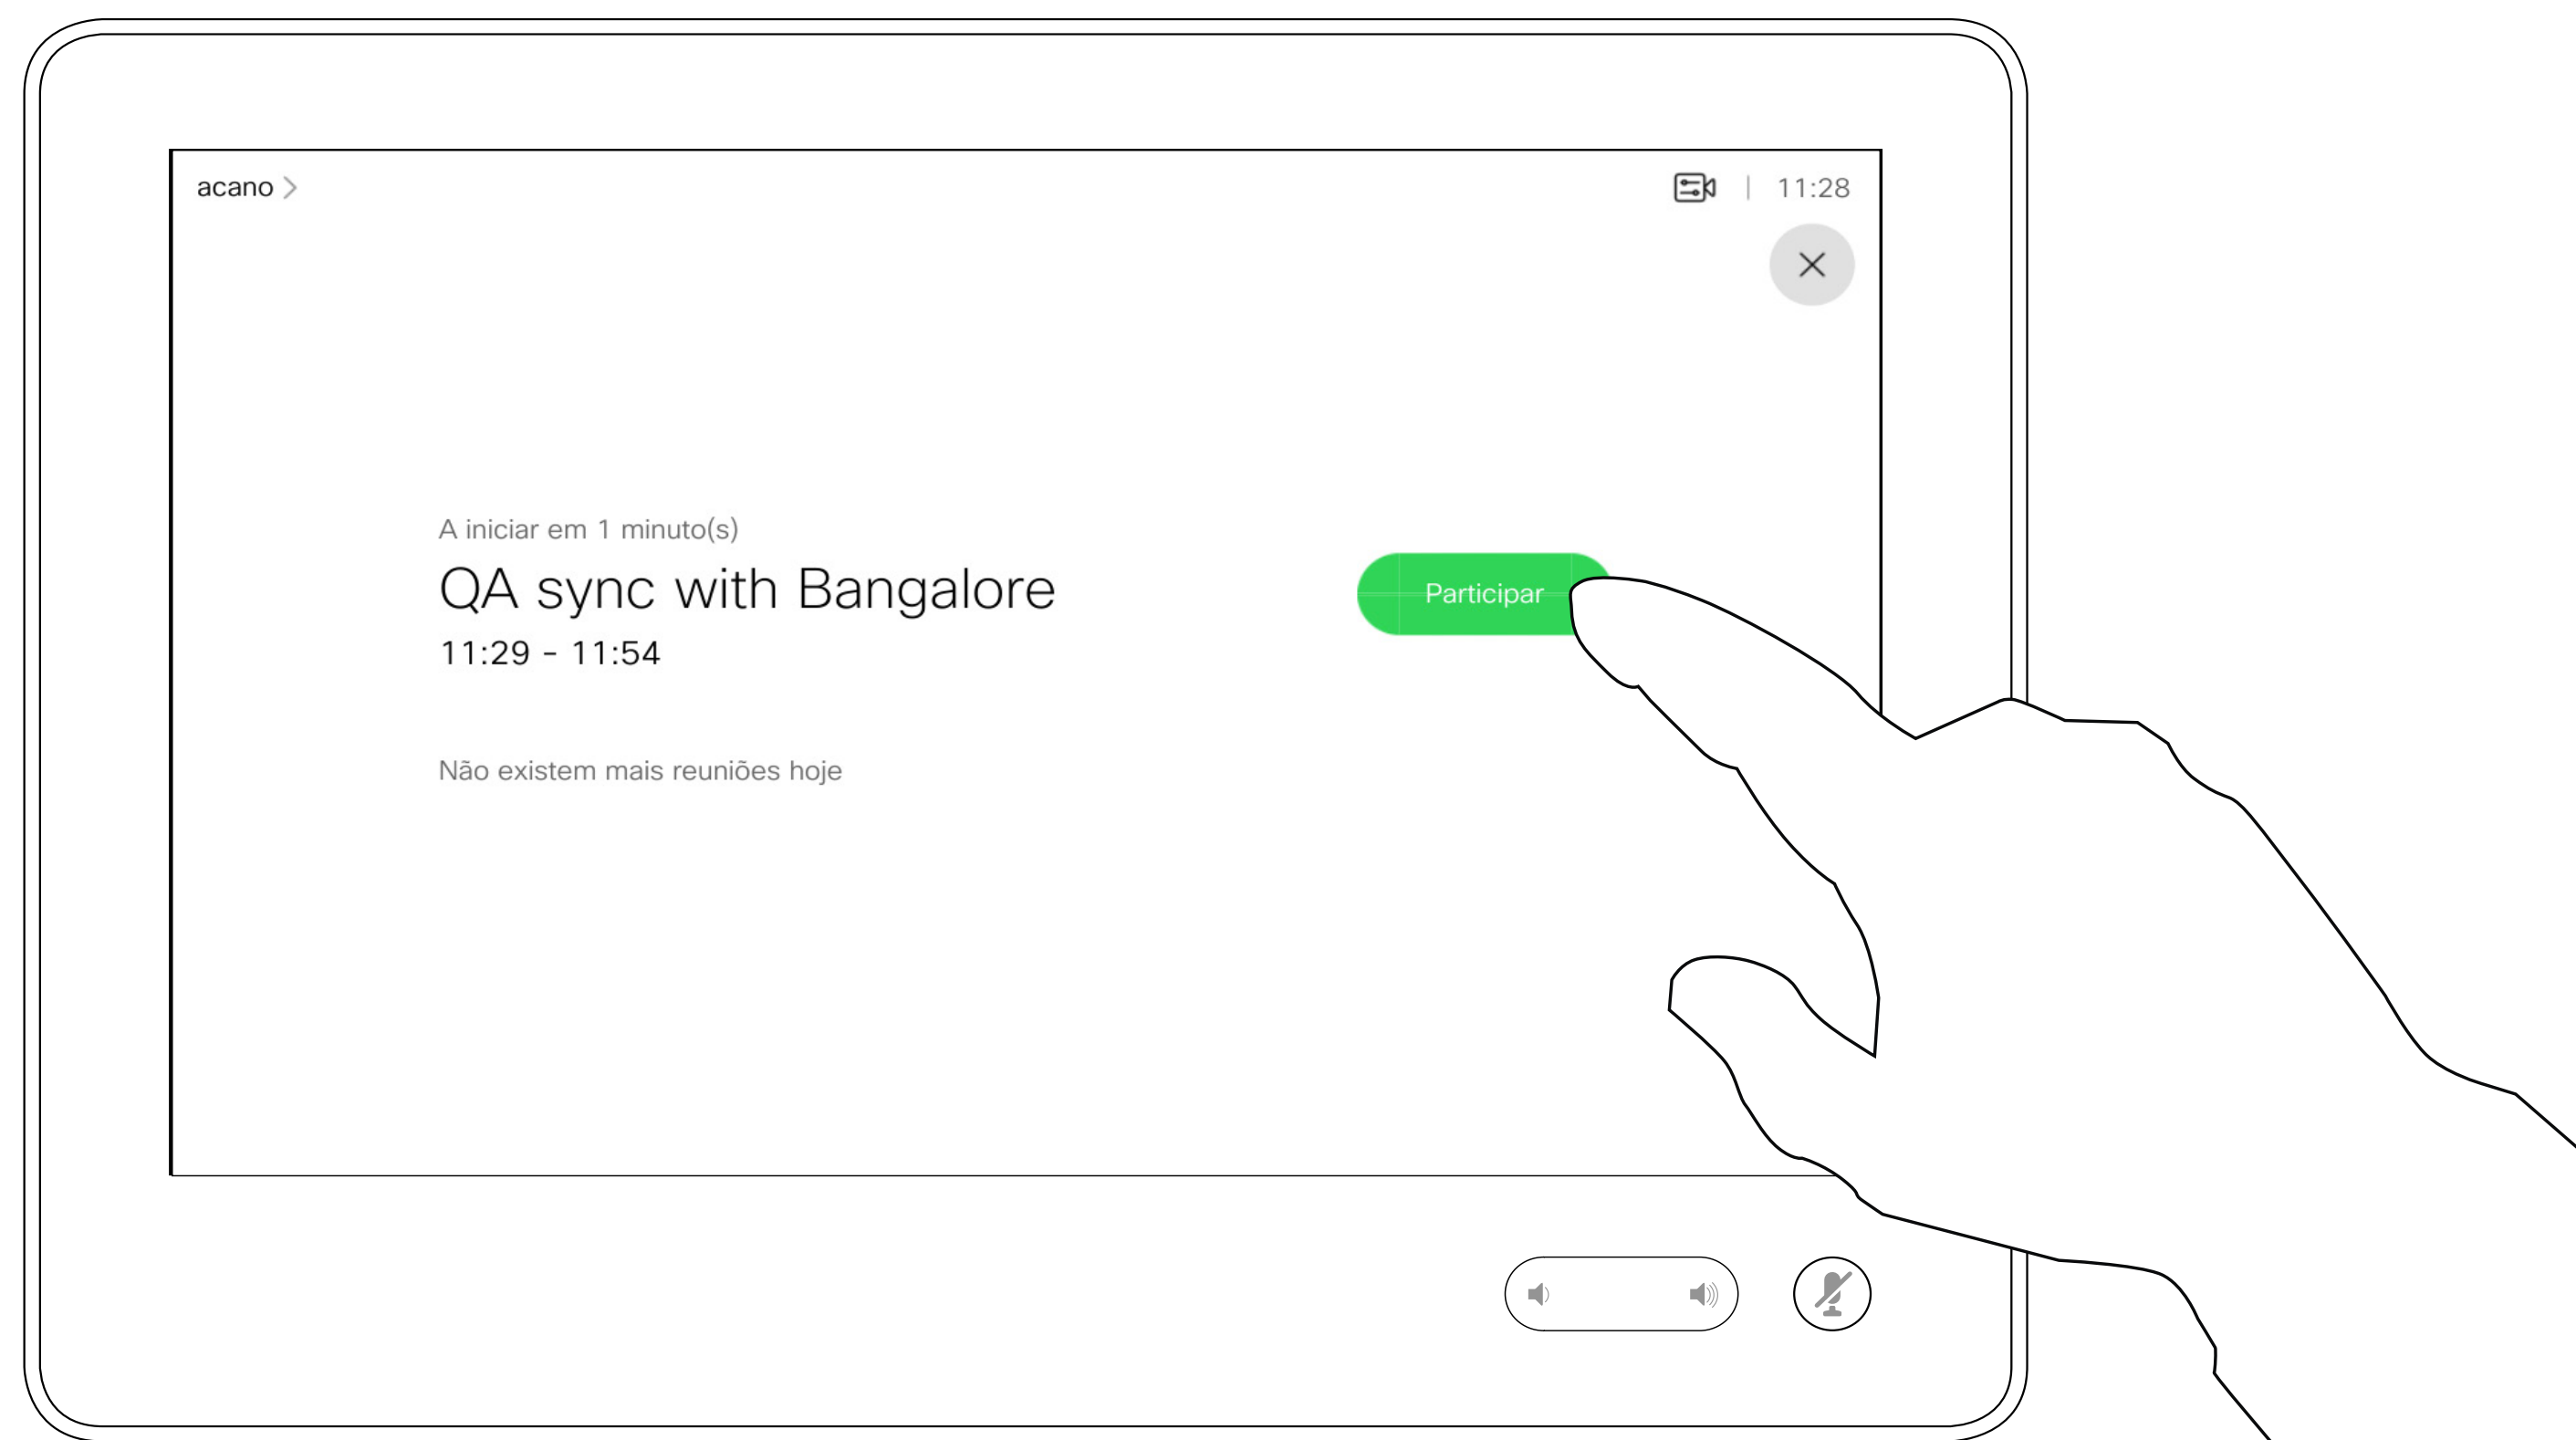 acano
11:28
A iniciar em 1 minuto(s)
QA sync with Bangalore
Participar
11:29 - 11:54
Não existem mais reuniões hoje